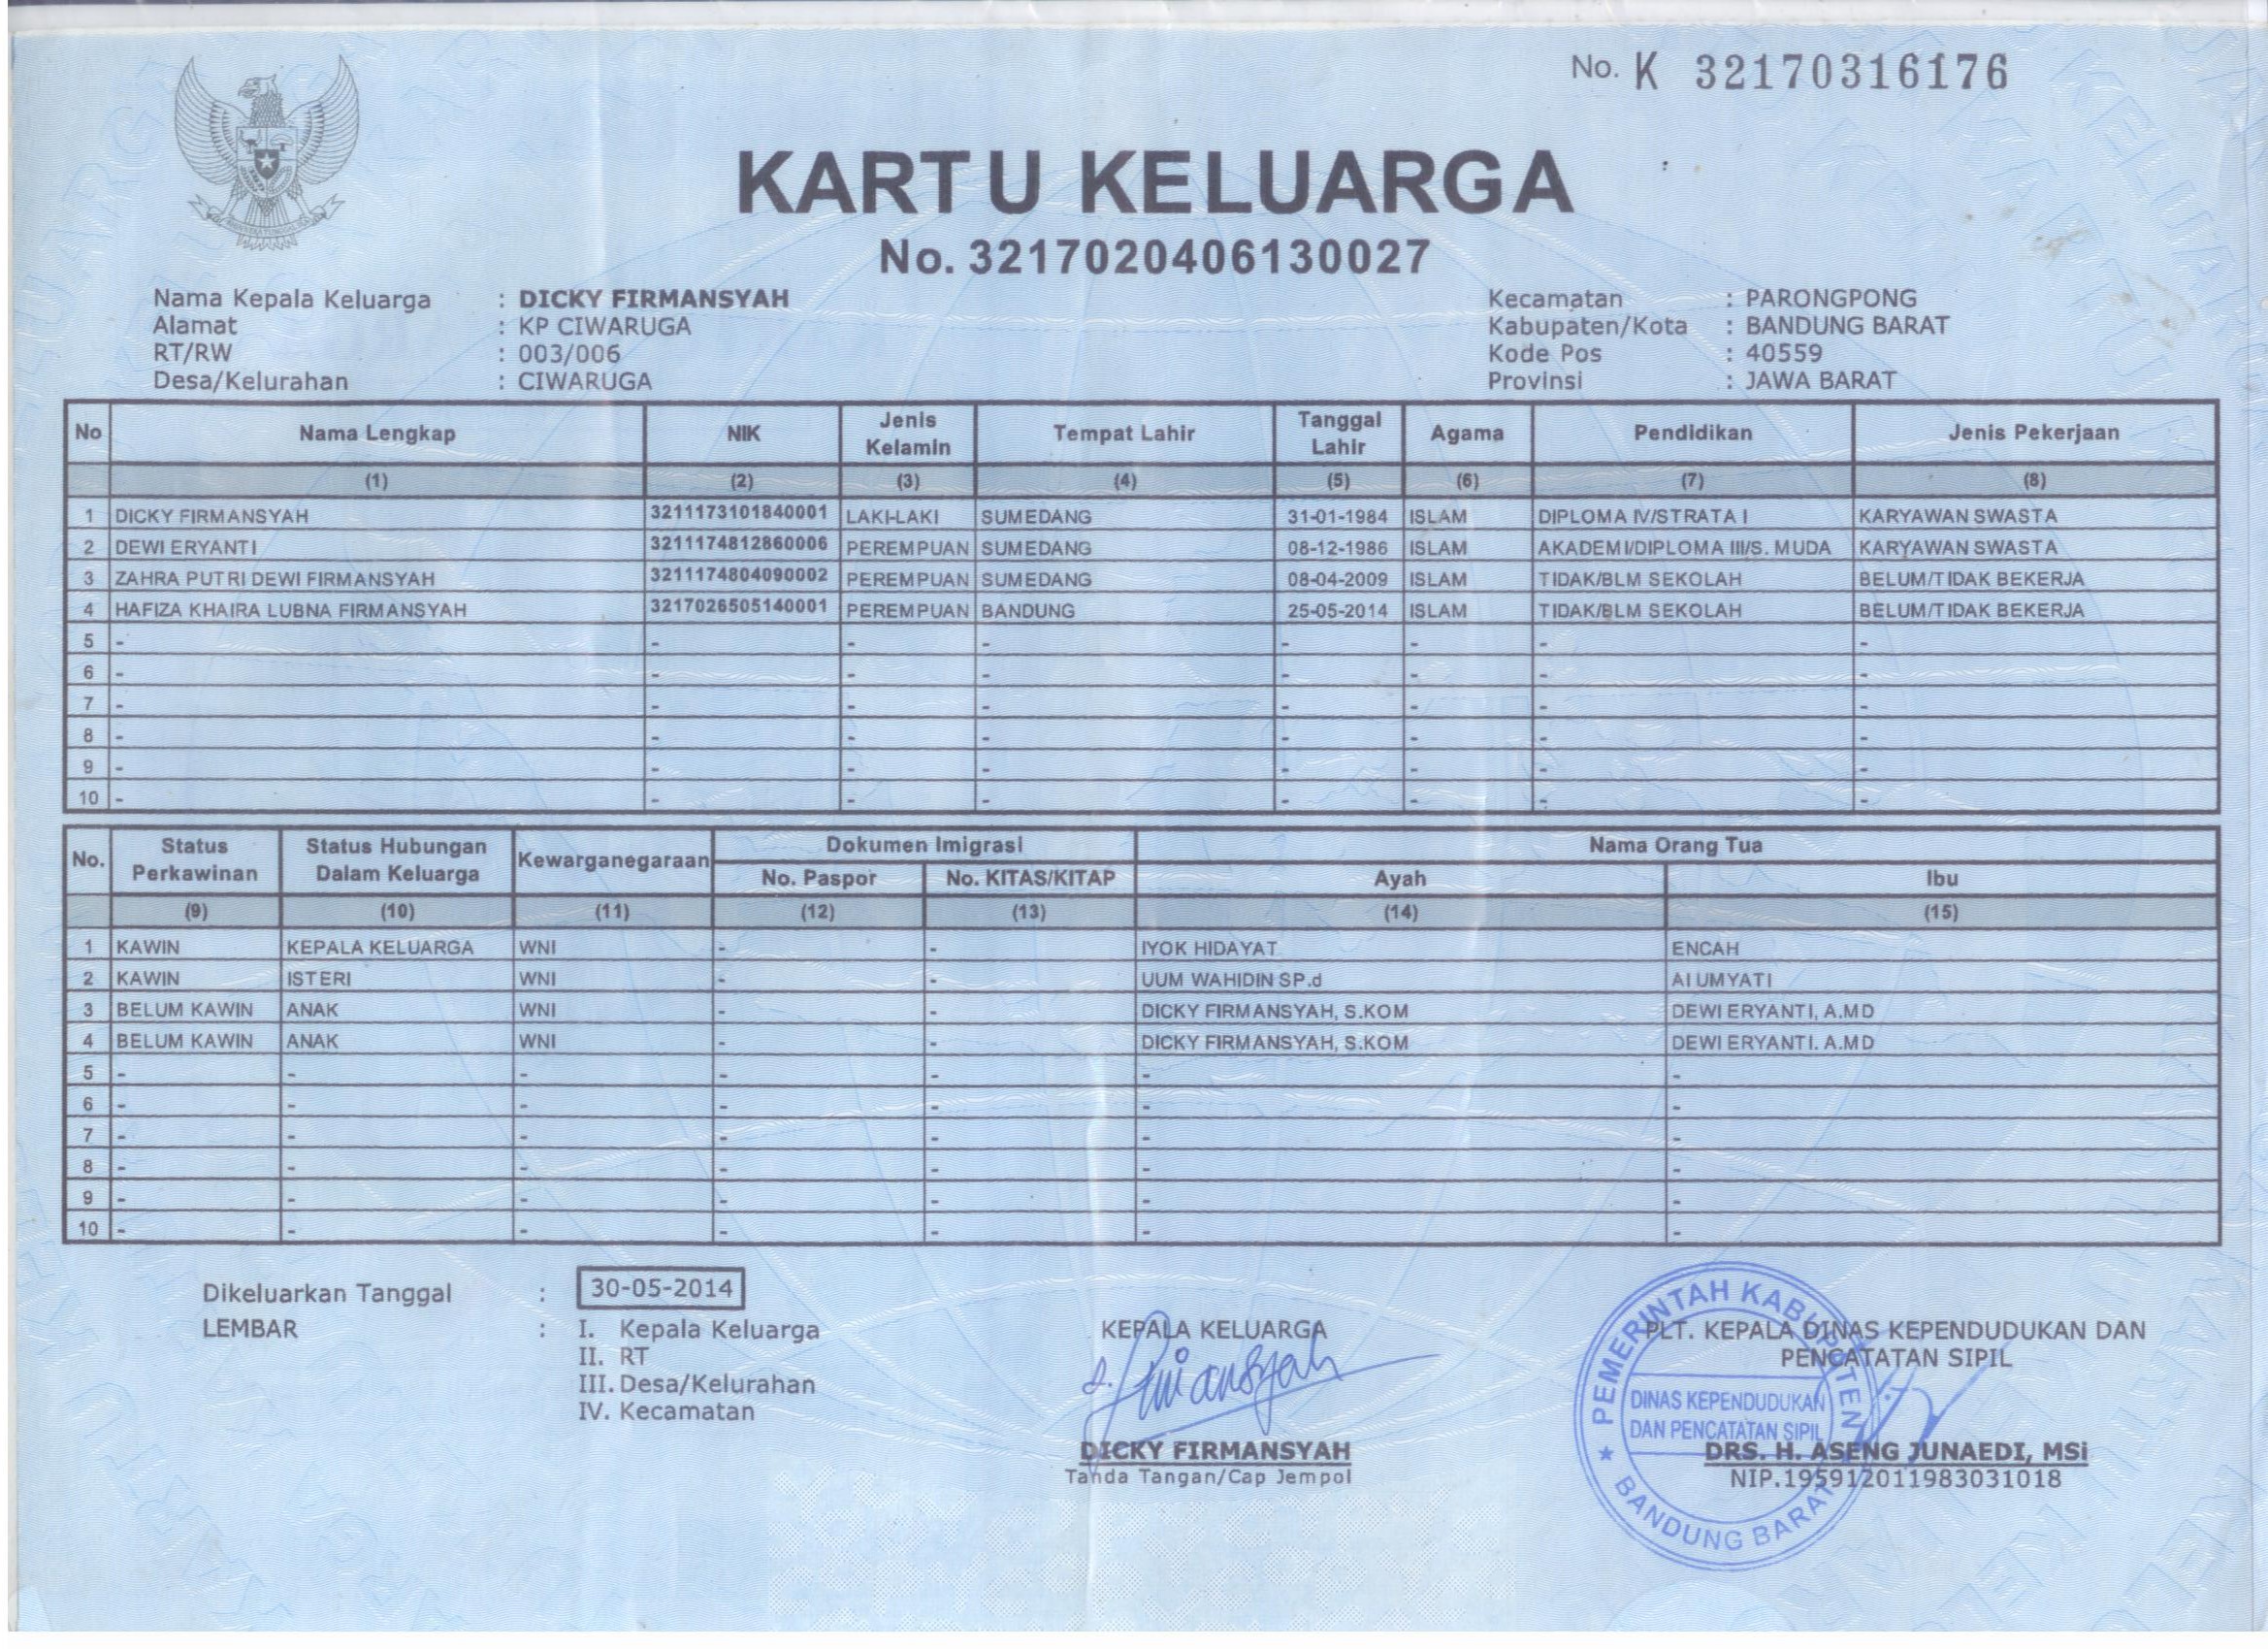 No. K 32170316176
KARTU KELUARGA
No. 3217020406130027
Nama Kepala Keluarga : DICKY FIRMANSYAH
Alamat : KP CIWARUGA
RT/RW : 003/006
Desa/Kelurahan : CIWARUGA
Kecamatan : PARONGPONG
Kabupaten/Kota : BANDUNG BARAT
Kode Pos : 40559
Provinsi : JAWA BARAT
No Nama Lengkap NIK Jenis Kelamin Tempat Lahir Tanggal Lahir Agama Pendidikan Jenis Pekerjaan
(1) (2) (3) (4) (5) (6) (7) (8)
1 DICKY FIRMANSYAH 3211173101840001 LAKI-LAKI SUMEDANG 31-01-1984 ISLAM DIPLOMA IV/STRATA I KARYAWAN SWASTA
2 DEWI ERYANTI 3211174812860006 PEREMPUAN SUMEDANG 08-12-1986 ISLAM AKADEMI/DIPLOMA III/S. MUDA KARYAWAN SWASTA
3 ZAHRA PUTRI DEWI FIRMANSYAH 3211174804090002 PEREMPUAN SUMEDANG 08-04-2009 ISLAM TIDAK/BLM SEKOLAH BELUM/TIDAK BEKERJA
4 HAFIZA KHAIRA LUBNA FIRMANSYAH 3217026505140001 PEREMPUAN BANDUNG 25-05-2014 ISLAM TIDAK/BLM SEKOLAH BELUM/TIDAK BEKERJA
5 - - - - - - - -
6 - - - - - - - -
7 - - - - - - - -
8 - - - - - - - -
9 - - - - - - - -
10 - - - - - - - -
No. Status Perkawinan Status Hubungan Dalam Keluarga Kewarganegaraan Dokumen Imigrasi Nama Orang Tua
No. Paspor No. KITAS/KITAP Ayah Ibu
(9) (10) (11) (12) (13) (14) (15)
1 KAWIN KEPALA KELUARGA WNI - - IYOK HIDAYAT ENCAH
2 KAWIN ISTERI WNI - - UUM WAHIDIN SP.d AI UMYATI
3 BELUM KAWIN ANAK WNI - - DICKY FIRMANSYAH, S.KOM DEWI ERYANTI, A.MD
4 BELUM KAWIN ANAK WNI - - DICKY FIRMANSYAH, S.KOM DEWI ERYANTI. A.MD
5 - - - - - - -
6 - - - - - - -
7 - - - - - - -
8 - - - - - - -
9 - - - - - - -
10 - - - - - - -
Dikeluarkan Tanggal : 30-05-2014
LEMBAR : I. Kepala Keluarga
II. RT
III. Desa/Kelurahan
IV. Kecamatan
KEPALA KELUARGA
DICKY FIRMANSYAH
Tanda Tangan/Cap Jempol
PLT. KEPALA DINAS KEPENDUDUKAN DAN
PENCATATAN SIPIL
DRS. H. ASENG JUNAEDI, MSi
NIP.195912011983031018
PEMERINTAH KABUPATEN
DINAS KEPENDUDUKAN
DAN PENCATATAN SIPIL
BANDUNG BARAT